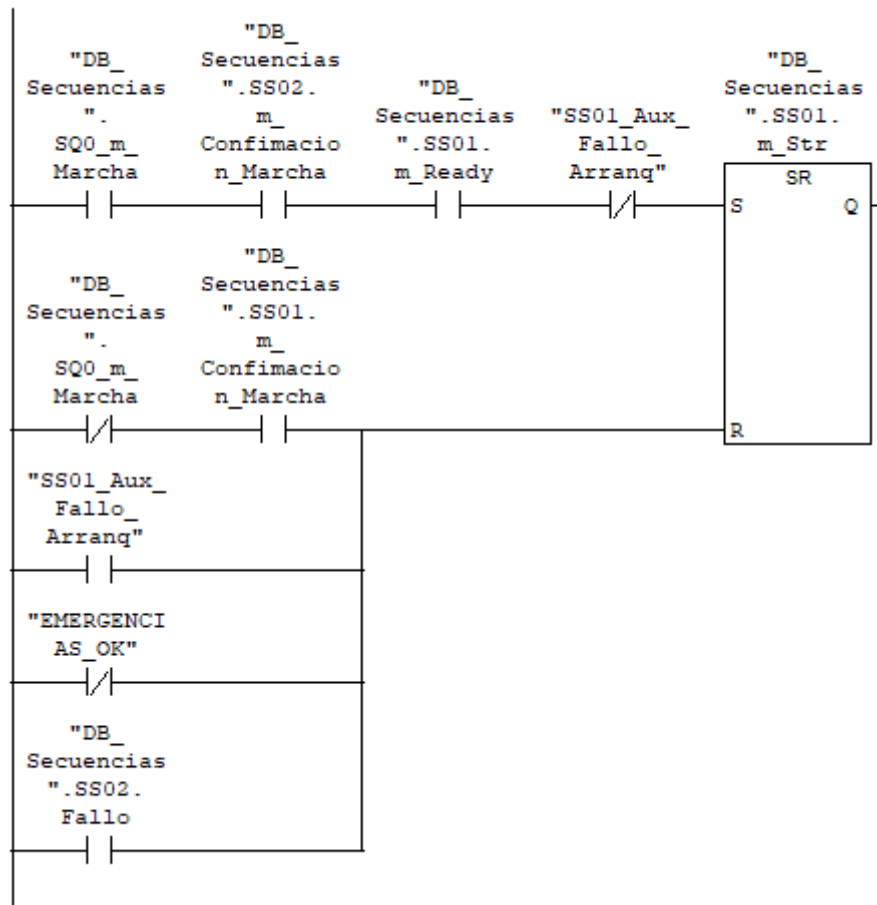 "DB_
Secuencias
".
SQ0_m_
Marcha
"DB_
Secuencias
".SS02.
m_
Confimacio
n_Marcha
"DB_
Secuencias
".SS01.
m_Ready
"SS01_Aux_
Fallo_
Arranq"
"DB_
Secuencias
".SS01.
m_Str
SR
S
Q
"DB_
Secuencias
".
SQ0_m_
Marcha
"DB_
Secuencias
".SS01.
m_
Confimacio
n_Marcha
R
"SS01_Aux_
Fallo_
Arranq"
"EMERGENCI
AS_OK"
"DB_
Secuencias
".SS02.
Fallo